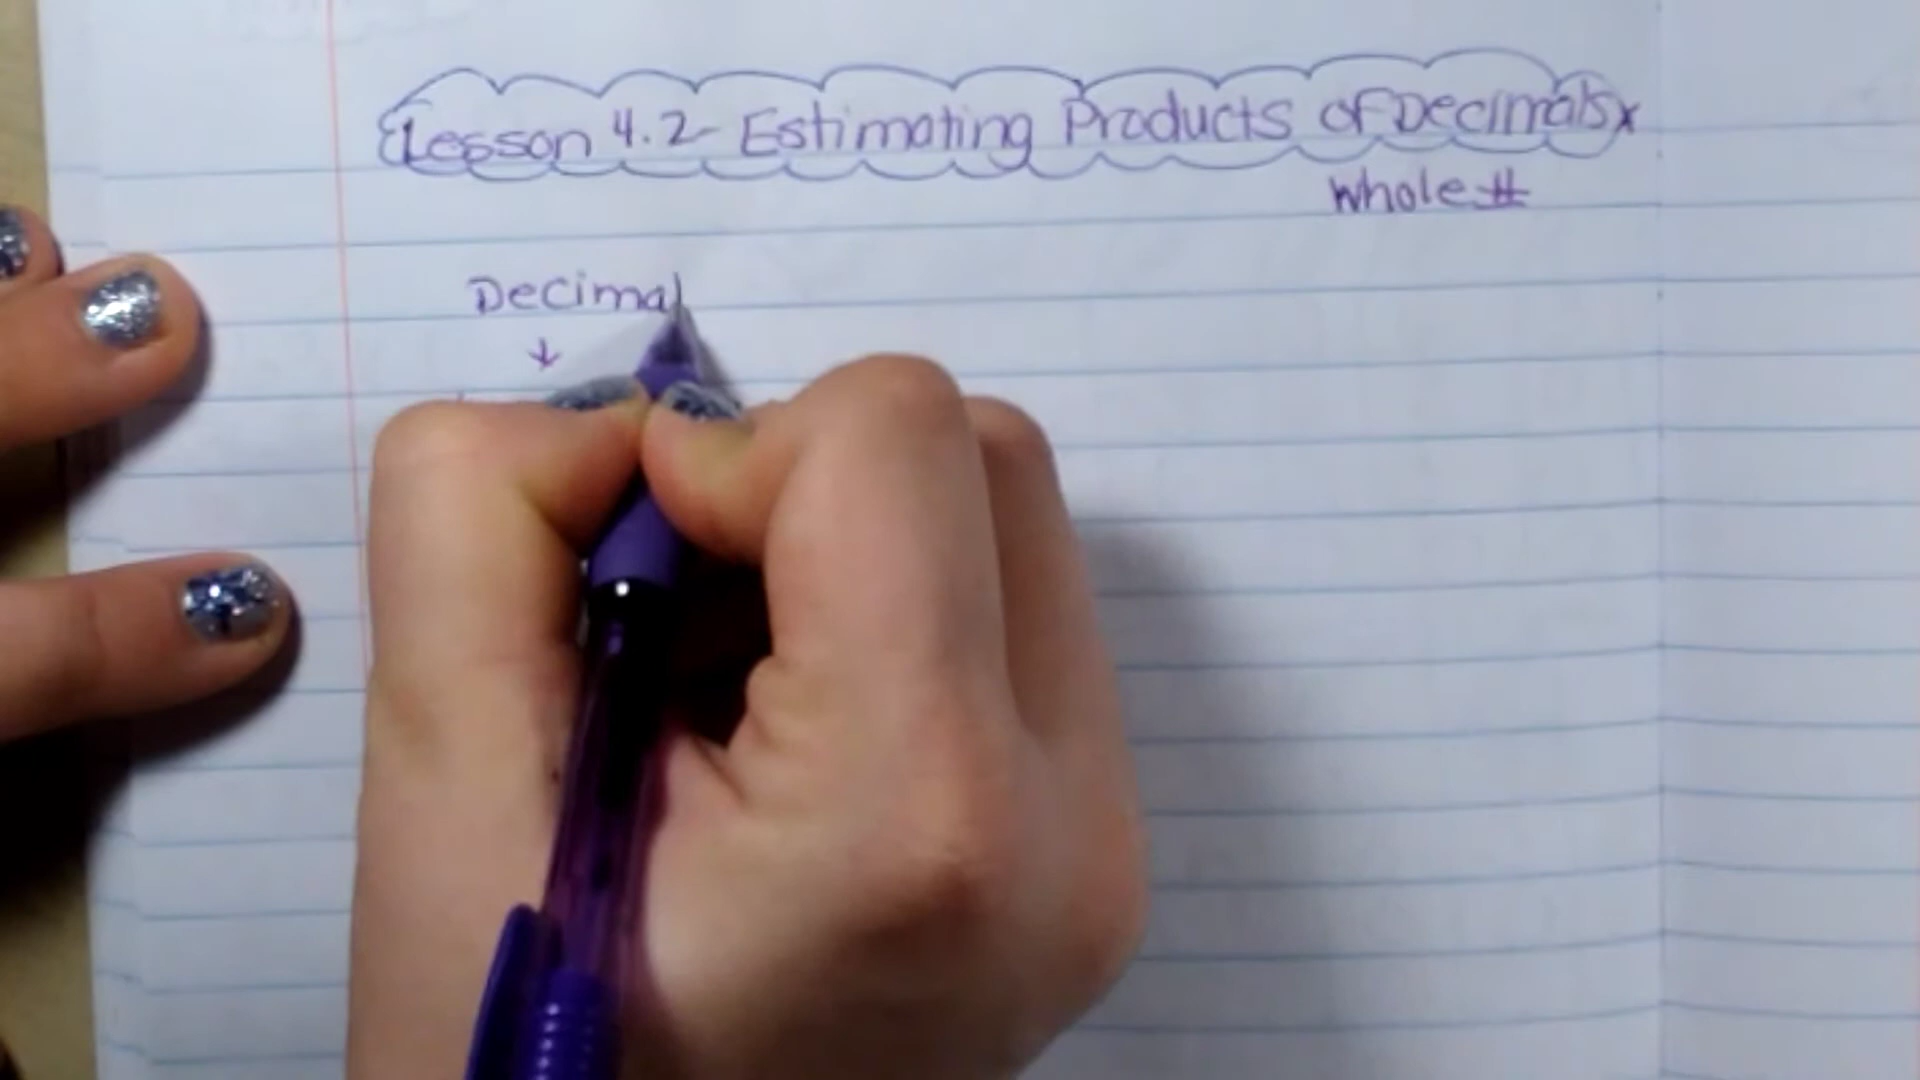 Lesson 4.2- Estimating Products of Decimals x
Whole #
Decimal
↓